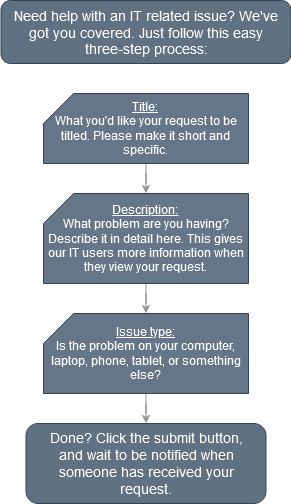 Need help with an IT related issue? We've
got you covered. Just follow this easy
three-step process:
Title:
What you'd like your request to be
titled. Please make it short and
specific.
Description:
What problem are you having?
Describe it in detail here. This gives
our IT users more information when
they view your request.
Issue type:
Is the problem on your computer,
laptop, phone, tablet, or something
else?
Done? Click the submit button,
and wait to be notified when
someone has received your
request.